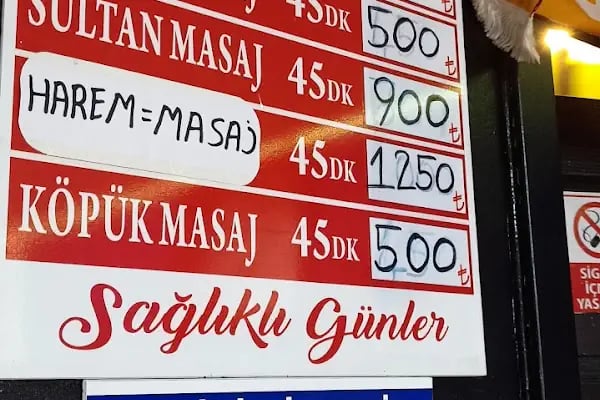 45DK 500 ₺
SULTAN MASAJ 45DK 900 ₺
HAREM=MASAJ 45DK 1250 ₺
KÖPÜK MASAJ 45DK 500 ₺
Sağlıklı Günler